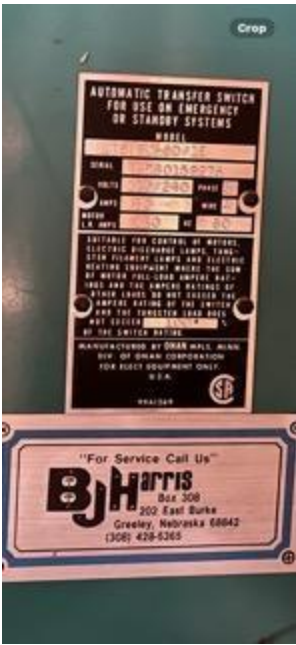 Crop
AUTOMATIC TRANSFER SWITCH
FOR USE ON EMERGENCY
OR STANDBY SYSTEMS
MODEL
SERIAL
VOLTS /240 PHASE
AMPS WIRE
MOTOR
L.R. AMPS HZ 60
SUITABLE FOR CONTROL OF MOTORS,
ELECTRIC DISCHARGE LAMPS, TUNG-
STEN FILAMENT LAMPS AND ELECTRIC
HEATING EQUIPMENT WHERE THE SUM
OF MOTOR FULL-LOAD AMPERE RAT-
INGS AND THE AMPERE RATINGS OF
OTHER LOADS DO NOT EXCEED THE
AMPERE RATING OF THE SWITCH
AND THE TUNGSTEN LOAD DOES
NOT EXCEED 100 %
OF THE SWITCH RATING.
MANUFACTURED BY ONAN MPLS. MINN.
DIV. OF ONAN CORPORATION
FOR ELECT EQUIPMENT ONLY.
U.S.A.
"For Service Call Us"
BJ Harris
Box 308
202 East Burke
Greeley, Nebraska 68842
(308) 428-5265